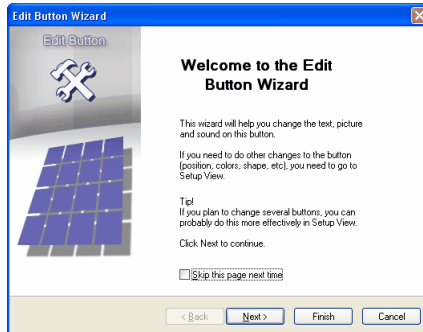 Edit Button Wizard
Edit Button
Welcome to the Edit
Button Wizard
This wizard will help you change the text, picture
and sound on this button.
If you need to do other changes to the button
(position, colors, shape, etc), you need to go to
Setup View.
Tip!
If you plan to change several buttons, you can
probably do this more effectively in Setup View.
Click Next to continue.
Skip this page next time
< Back Next > Finish Cancel